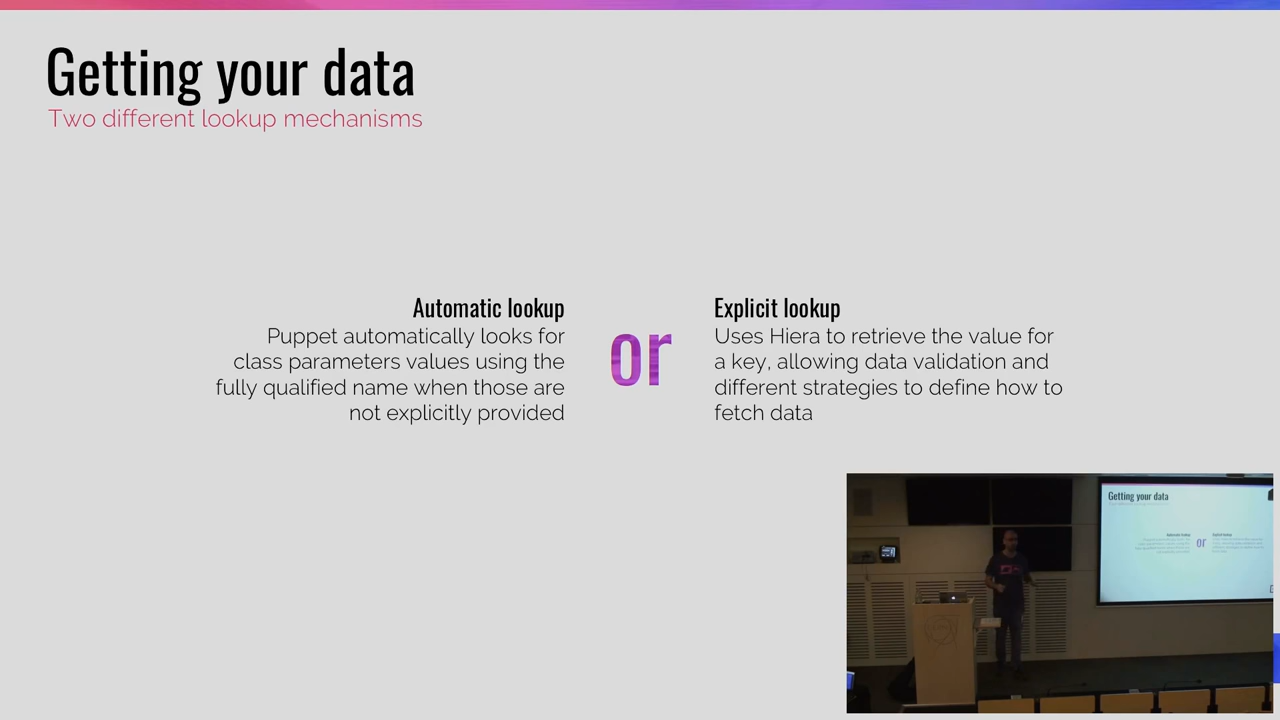 Getting your data
Two different lookup mechanisms
Automatic lookup
Puppet automatically looks for
class parameters values using the
fully qualified name when those are
not explicitly provided
or
Explicit lookup
Uses Hiera to retrieve the value for
a key, allowing data validation and
different strategies to define how to
fetch data
Getting your data
or